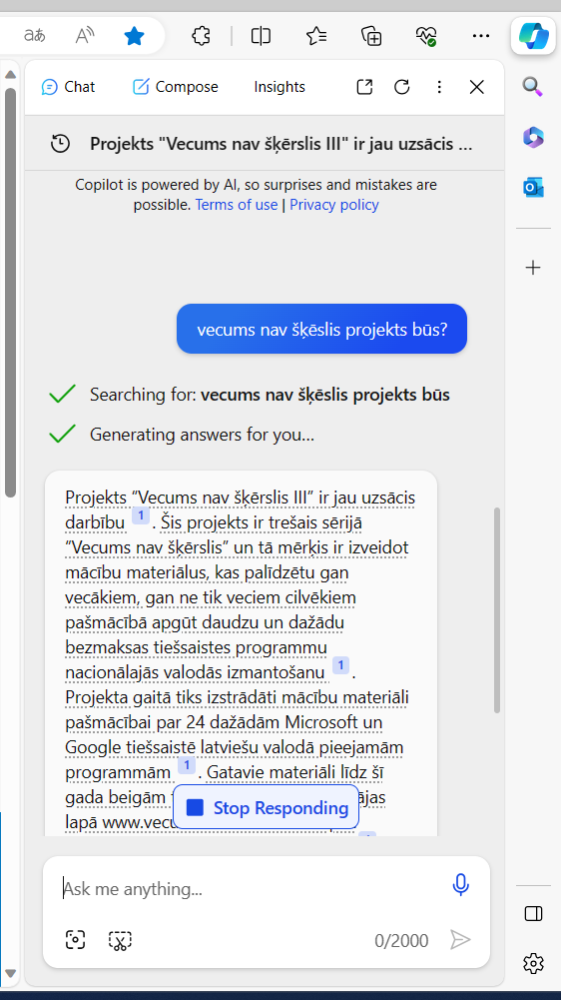 Chat Compose Insights
Projekts "Vecums nav šķērslis III" ir jau uzsācis ...
Copilot is powered by AI, so surprises and mistakes are
possible. Terms of use | Privacy policy
vecums nav šķēslis projekts būs?
Searching for: vecums nav šķēslis projekts būs
Generating answers for you...
Projekts “Vecums nav šķērslis III” ir jau uzsācis
darbību 1 . Šis projekts ir trešais sērijā
“Vecums nav šķērslis” un tā mērķis ir izveidot
mācību materiālus, kas palīdzētu gan
vecākiem, gan ne tik veciem cilvēkiem
pašmācībā apgūt daudzu un dažādu
bezmaksas tiešsaistes programmu
nacionālajās valodās izmantošanu 1 .
Projekta gaitā tiks izstrādāti mācību materiāli
pašmācībai par 24 dažādām Microsoft un
Google tiešsaistē latviešu valodā pieejamām
programmām 1 . Gatavie materiāli līdz šī
gada beigām
Stop Responding
lapā
Ask me anything...
0/2000